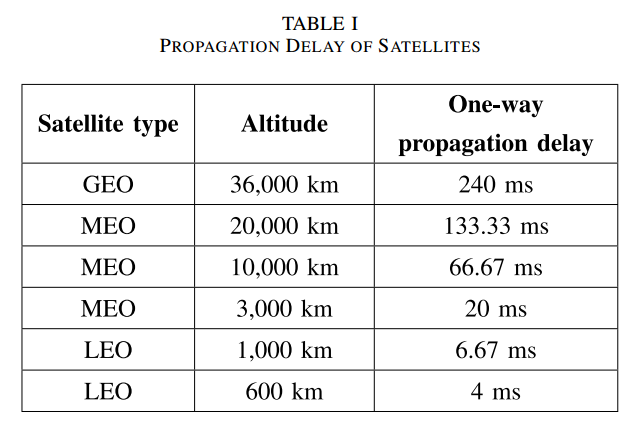 TABLE I
PROPAGATION DELAY OF SATELLITES
Satellite type Altitude One-way propagation delay
GEO 36,000 km 240 ms
MEO 20,000 km 133.33 ms
MEO 10,000 km 66.67 ms
MEO 3,000 km 20 ms
LEO 1,000 km 6.67 ms
LEO 600 km 4 ms